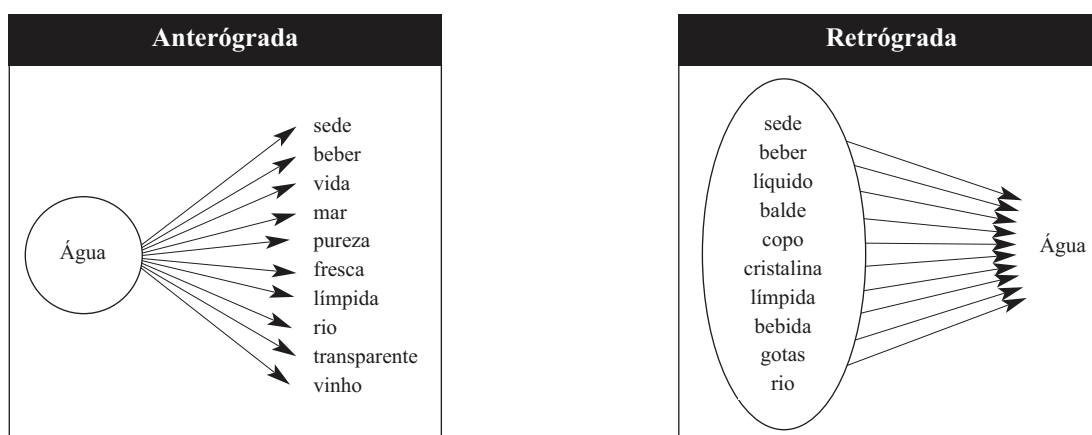 Anterógrada
Água
sede
beber
vida
mar
pureza
fresca
límpida
rio
transparente
vinho
Retrógrada
sede
beber
líquido
balde
copo
cristalina
límpida
bebida
gotas
rio
Água